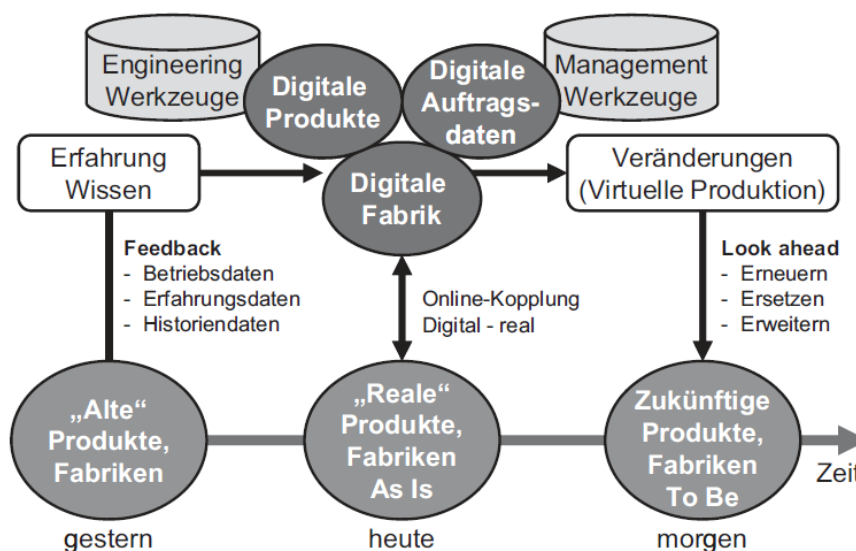 Engineering
Werkzeuge
Digitale
Produkte
Digitale
Auftrags-
daten
Management
Werkzeuge
Erfahrung
Wissen
Digitale
Fabrik
Veränderungen
(Virtuelle Produktion)
Feedback
- Betriebsdaten
- Erfahrungsdaten
- Historiendaten
Online-Kopplung
Digital - real
Look ahead
- Erneuern
- Ersetzen
- Erweitern
„Alte“
Produkte,
Fabriken
„Reale“
Produkte,
Fabriken
As Is
Zukünftige
Produkte,
Fabriken
To Be
Zeit
gestern
heute
morgen